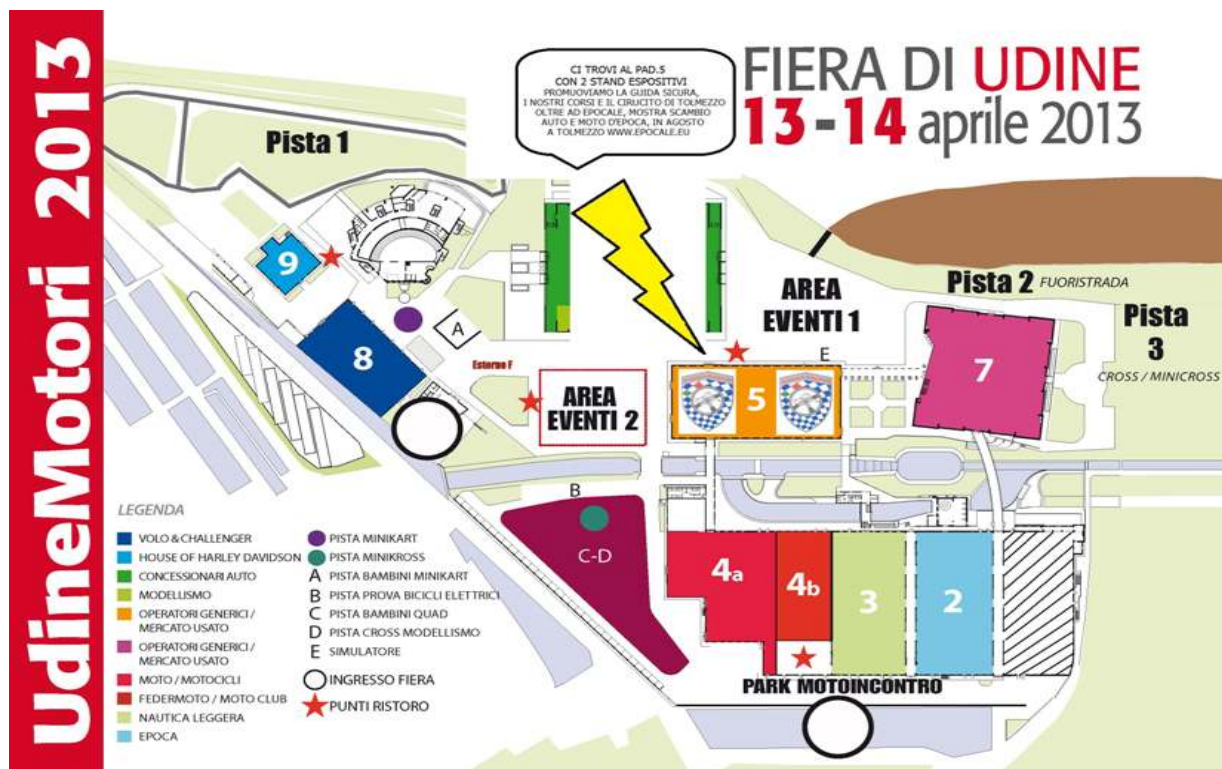 UdineMotori 2013
CI TROVI AL PAD.5
CON 2 STAND ESPOSITIVI
PROMUOVIAMO LA GUIDA SICURA,
I NOSTRI CORSI E IL CIRUCITO DI TOLMEZZO
OLTRE AD EPOCALE, MOSTRA SCAMBIO
AUTO E MOTO D'EPOCA, IN AGOSTO
A TOLMEZZO WWW.EPOCALE.EU
FIERA DI UDINE
13-14 aprile 2013
Pista 1
9
8
A
Esterno F
AREA
EVENTI 2
AREA
EVENTI 1
E
5
7
Pista 2 FUORISTRADA
Pista
3
CROSS / MINICROSS
B
C-D
4a
4b
3
2
PARK MOTOINCONTRO
LEGENDA
VOLO & CHALLENGER
HOUSE OF HARLEY DAVIDSON
CONCESSIONARI AUTO
MODELLISMO
OPERATORI GENERICI /
MERCATO USATO
OPERATORI GENERICI /
MERCATO USATO
MOTO / MOTOCICLI
FEDERMOTO / MOTO CLUB
NAUTICA LEGGERA
EPOCA
PISTA MINIKART
PISTA MINIKROSS
A PISTA BAMBINI MINIKART
B PISTA PROVA BICICLI ELETTRICI
C PISTA BAMBINI QUAD
D PISTA CROSS MODELLISMO
E SIMULATORE
INGRESSO FIERA
PUNTI RISTORO